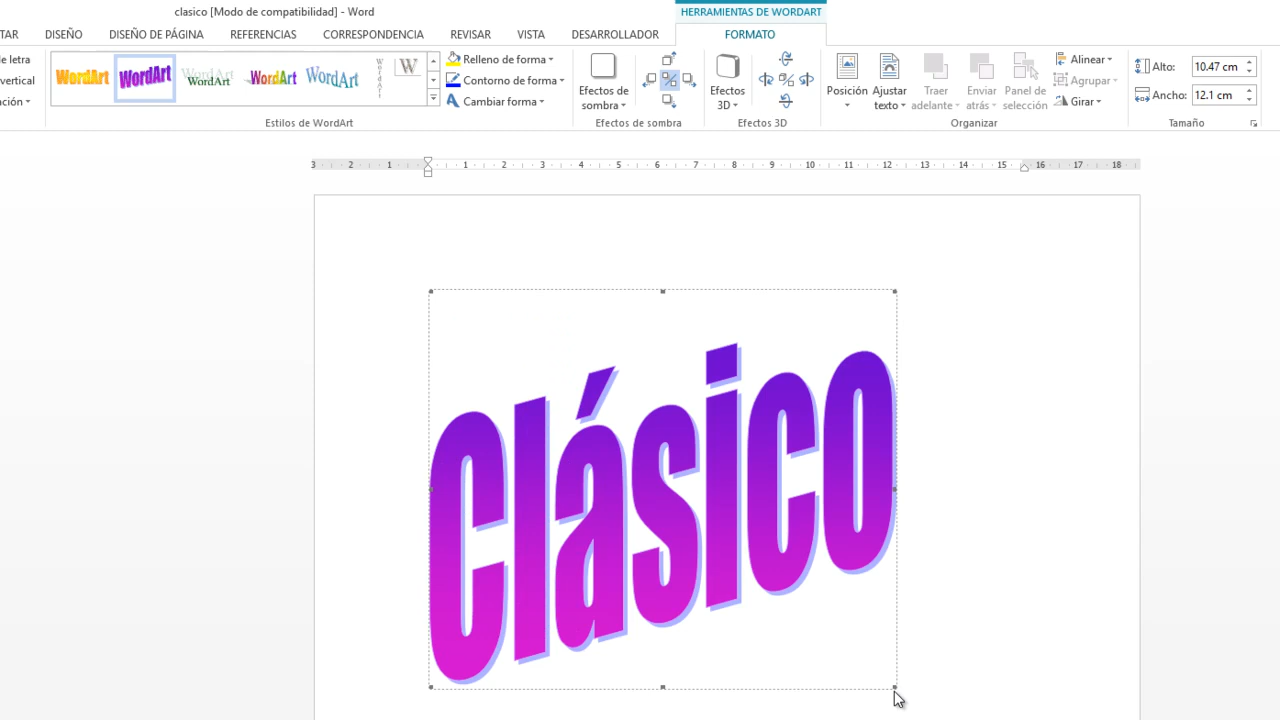 clasico [Modo de compatibilidad] - Word
HERRAMIENTAS DE WORDART
TAR DISEÑO DISEÑO DE PÁGINA REFERENCIAS CORRESPONDENCIA REVISAR VISTA DESARROLLADOR FORMATO
e letra
vertical
ación
WordArt WordArt WordArt WordArt WordArt WordArt W
Relleno de forma
Contorno de forma
Cambiar forma
Efectos de sombra
Efectos 3D
Posición
Ajustar texto
Traer adelante
Enviar atrás
Panel de selección
Alinear
Agrupar
Girar
Alto: 10.47 cm
Ancho: 12.1 cm
Estilos de WordArt Efectos de sombra Efectos 3D Organizar Tamaño
3 2 1 1 2 3 4 5 6 7 8 9 10 11 12 13 14 15 16 17 18
Clásico